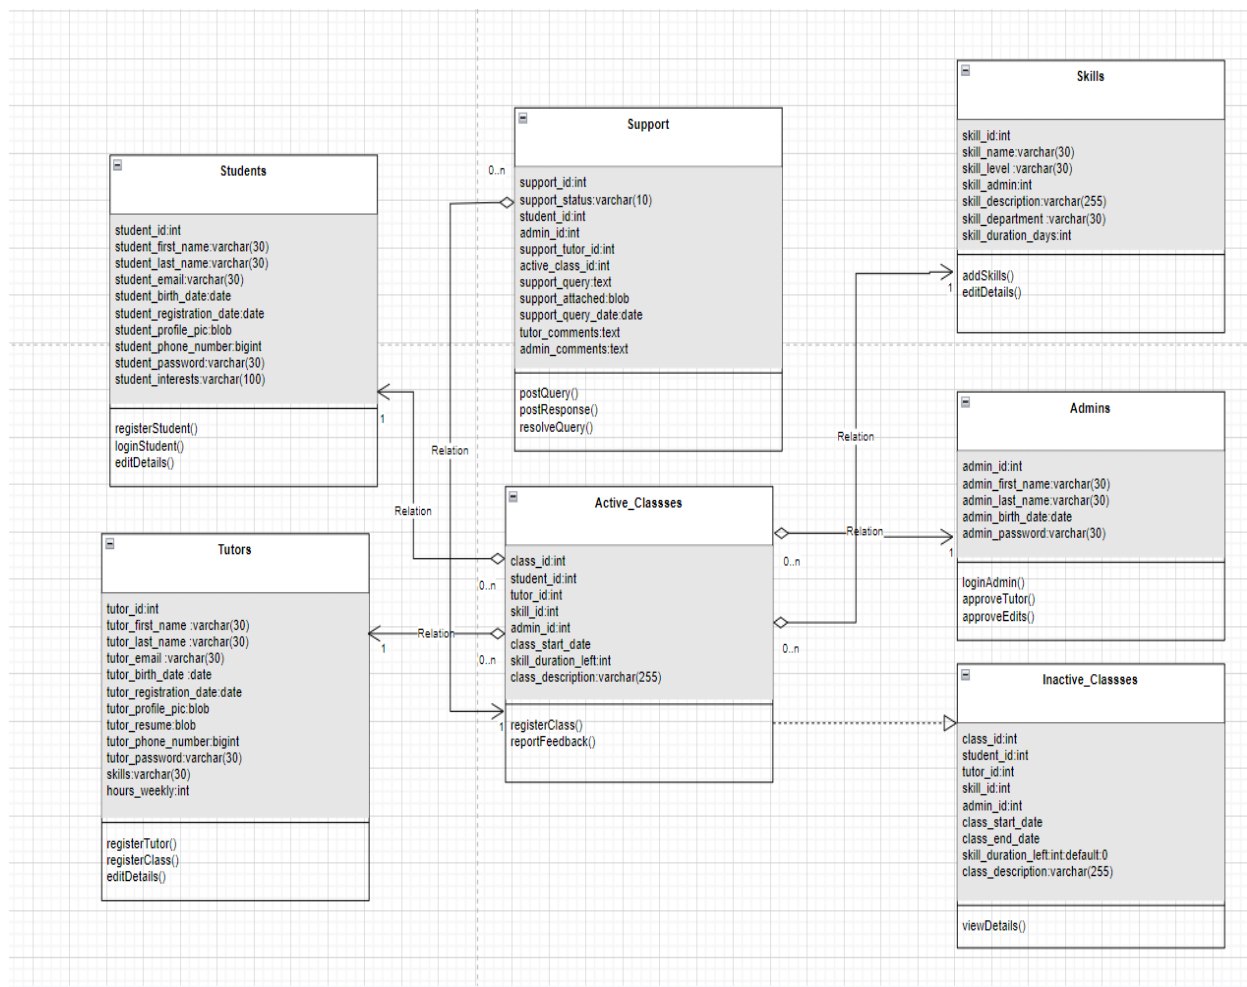 Students
student_id:int
student_first_name:varchar(30)
student_last_name:varchar(30)
student_email:varchar(30)
student_birth_date:date
student_registration_date:date
student_profile_pic:blob
student_phone_number:bigint
student_password:varchar(30)
student_interests:varchar(100)
registerStudent()
loginStudent()
editDetails()
1
Tutors
tutor_id:int
tutor_first_name :varchar(30)
tutor_last_name :varchar(30)
tutor_email :varchar(30)
tutor_birth_date :date
tutor_registration_date:date
tutor_profile_pic:blob
tutor_resume:blob
tutor_phone_number:bigint
tutor_password:varchar(30)
skills:varchar(30)
hours_weekly:int
registerTutor()
registerClass()
editDetails()
1
Relation
Relation
Relation
0..n
Support
support_id:int
support_status:varchar(10)
student_id:int
admin_id:int
support_tutor_id:int
active_class_id:int
support_query:text
support_attached:blob
support_query_date:date
tutor_comments:text
admin_comments:text
postQuery()
postResponse()
resolveQuery()
0..n
0..n
1
Active_Classses
class_id:int
student_id:int
tutor_id:int
skill_id:int
admin_id:int
class_start_date
skill_duration_left:int
class_description:varchar(255)
registerClass()
reportFeedback()
0..n
0..n
Relation
Relation
1
1
Skills
skill_id:int
skill_name:varchar(30)
skill_level :varchar(30)
skill_admin:int
skill_description:varchar(255)
skill_department :varchar(30)
skill_duration_days:int
addSkills()
editDetails()
Admins
admin_id:int
admin_first_name:varchar(30)
admin_last_name:varchar(30)
admin_birth_date:date
admin_password:varchar(30)
loginAdmin()
approveTutor()
approveEdits()
Inactive_Classses
class_id:int
student_id:int
tutor_id:int
skill_id:int
admin_id:int
class_start_date
class_end_date
skill_duration_left:int:default:0
class_description:varchar(255)
viewDetails()